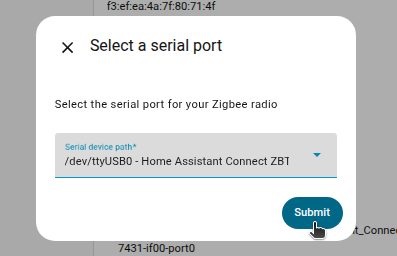 f3:ef:ea:4a:7f:80:71:4f
Select a serial port
Select the serial port for your Zigbee radio
Serial device path*
/dev/ttyUSB0 - Home Assistant Connect ZBT
Submit
t_Connec
7431-if00-port0